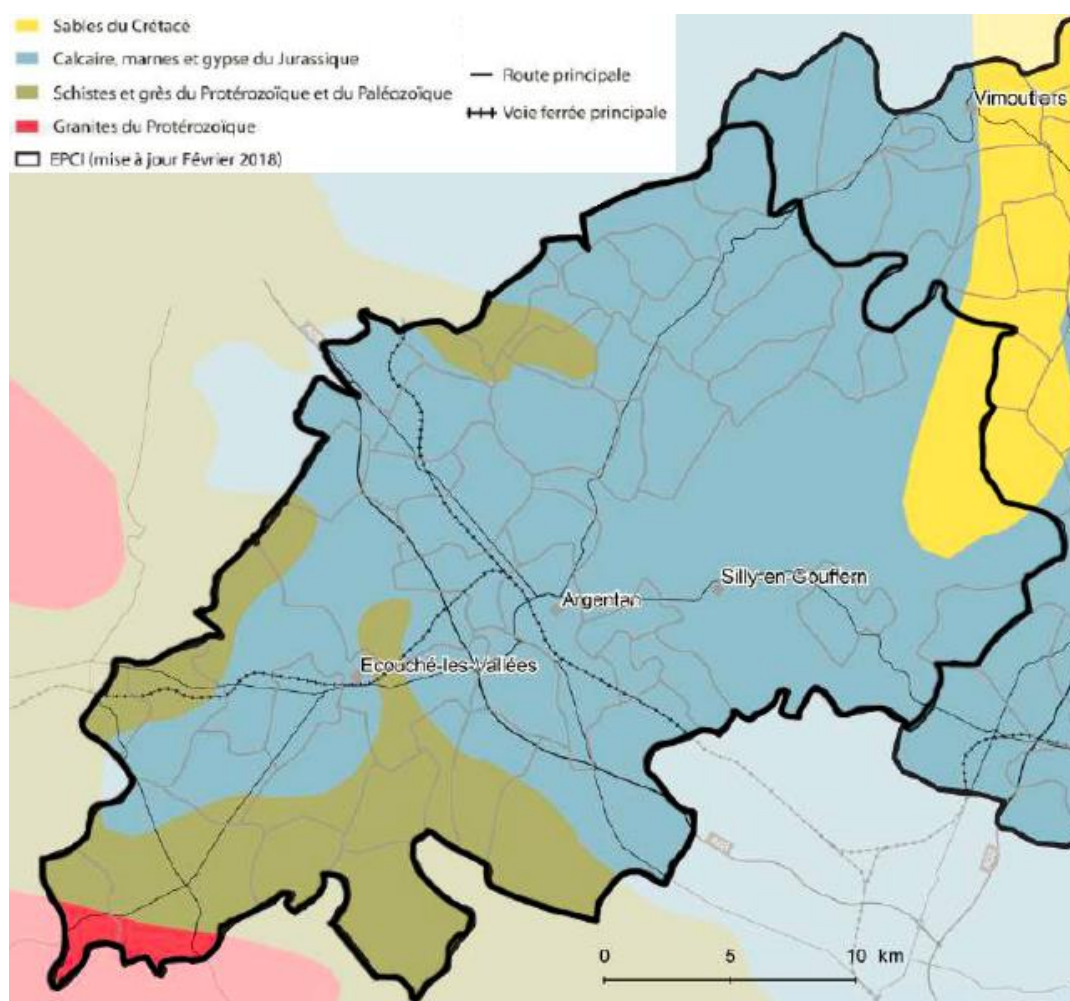 Sables du Crétacé
Calcaire, marnes et gypse du Jurassique
Schistes et grès du Protérozoïque et du Paléozoïque
Granites du Protérozoïque
EPCI (mise à jour Février 2018)
Route principale
Voie ferrée principale
Vimoutiers
Silly-en-Gouffern
Argentan
Ecouché-les-Vallées
0 5 10 km